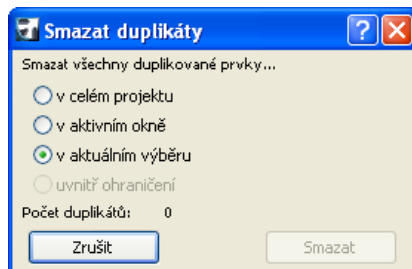 Smazat duplikáty
Smazat všechny duplikované prvky...
v celém projektu
v aktivním okně
v aktuálním výběru
uvnitř ohraničení
Počet duplikátů: 0
Zrušit Smazat